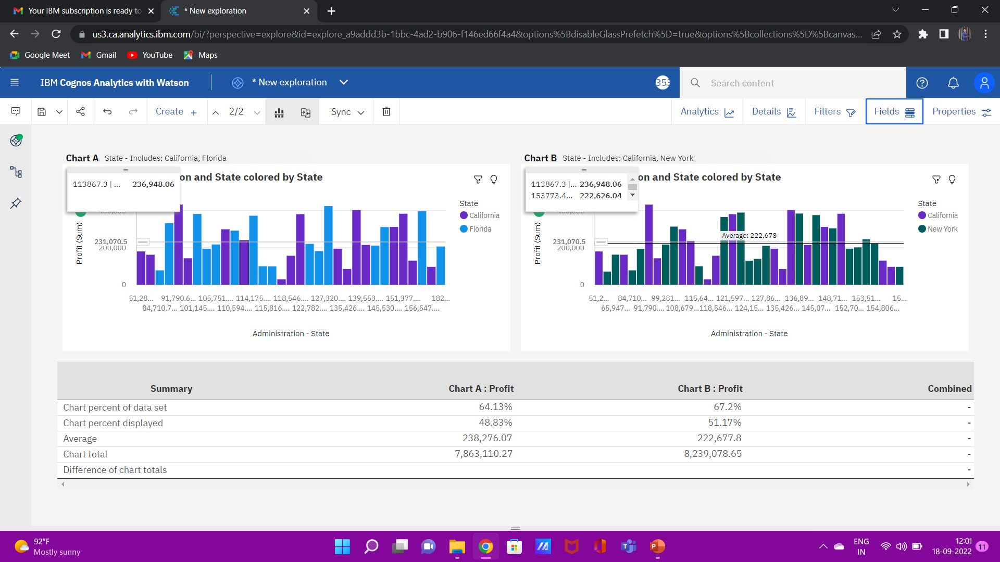 Your IBM subscription is ready to
* New exploration
us3.ca.analytics.ibm.com/bi/?perspective=explore&id=explore_a9addd3b-1bbc-4ad2-b906-f146ed66f4a4&options%5BdisableGlassPrefetch%5D=true&options%5Bcollections%5D%5Bcanvas...
Google Meet Gmail YouTube Maps
IBM Cognos Analytics with Watson * New exploration Search content
Create + 2/2 Sync Analytics Details Filters Fields Properties
Chart A State - Includes: California, Florida
on and State colored by State
113867.3 | ... 236,948.06
State
California
Florida
Profit (Sum)
231,070.5
200,000
0
51,28... 91,790.6... 105,751.... 114,175.... 118,546.... 127,320.... 139,553.... 151,377.... 182...
84,710.7... 101,145.... 110,594.... 115,816.... 122,782.... 135,426.... 145,530.... 156,547....
Administration - State
Chart B State - Includes: California, New York
on and State colored by State
113867.3 |... 236,948.06
153773.4... 222,626.04
State
California
New York
Average: 222,678
Profit (Sum)
231,070.5
200,000
0
51,2... 84,710... 99,281... 115,64... 121,597... 127,86... 136,89... 148,71... 153,51... 15...
65,947... 91,790.... 108,679...118,546... 124,15... 135,426... 145,07... 152,70... 154,806...
Administration - State
Summary Chart A : Profit Chart B : Profit Combined
Chart percent of data set 64.13% 67.2% -
Chart percent displayed 48.83% 51.17% -
Average 238,276.07 222,677.8 -
Chart total 7,863,110.27 8,239,078.65 -
Difference of chart totals -
92°F
Mostly sunny
ENG
IN
12:01
18-09-2022
11